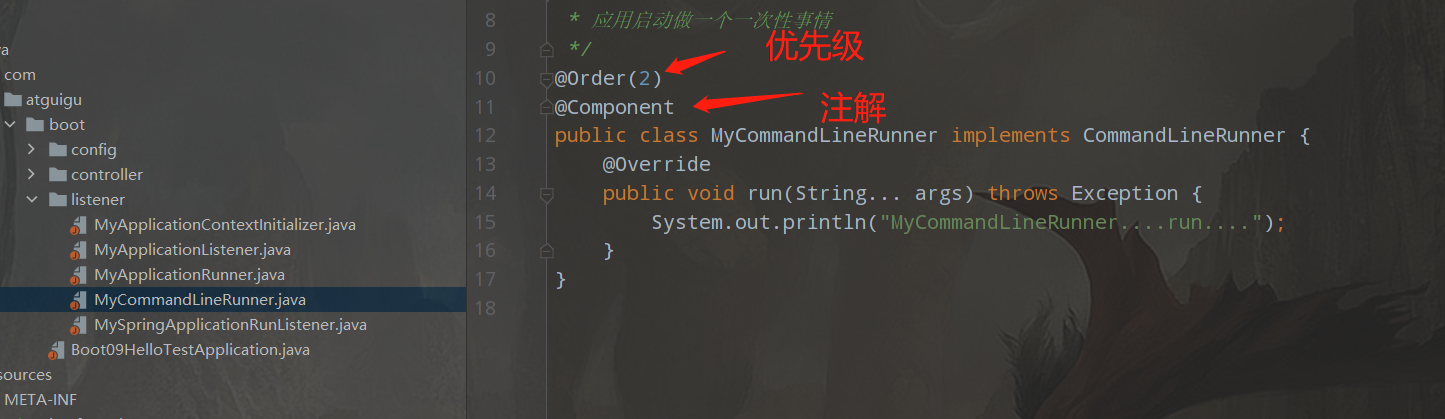 va
com
atguigu
boot
config
controller
listener
MyApplicationContextInitializer.java
MyApplicationListener.java
MyApplicationRunner.java
MyCommandLineRunner.java
MySpringApplicationRunListener.java
Boot09HelloTestApplication.java
sources
META-INF
8 * 应用启动做一个一次性事情
9 */
优先级
10 @Order(2)
11 @Component
注解
12 public class MyCommandLineRunner implements CommandLineRunner {
13 @Override
14 public void run(String... args) throws Exception {
15 System.out.println("MyCommandLineRunner....run....");
16 }
17 }
18